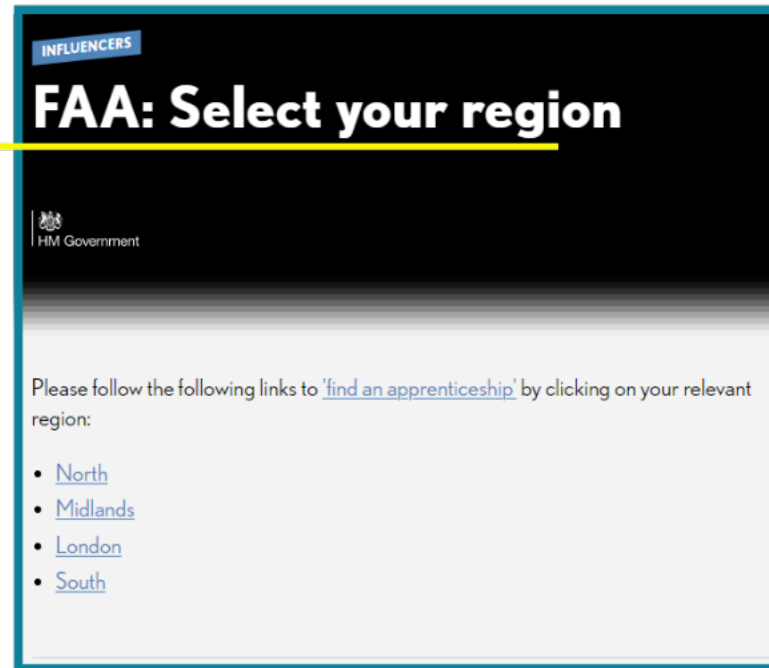 INFLUENCERS
FAA: Select your region
HM Government
Please follow the following links to 'find an apprenticeship' by clicking on your relevant
region:
• North
• Midlands
• London
• South